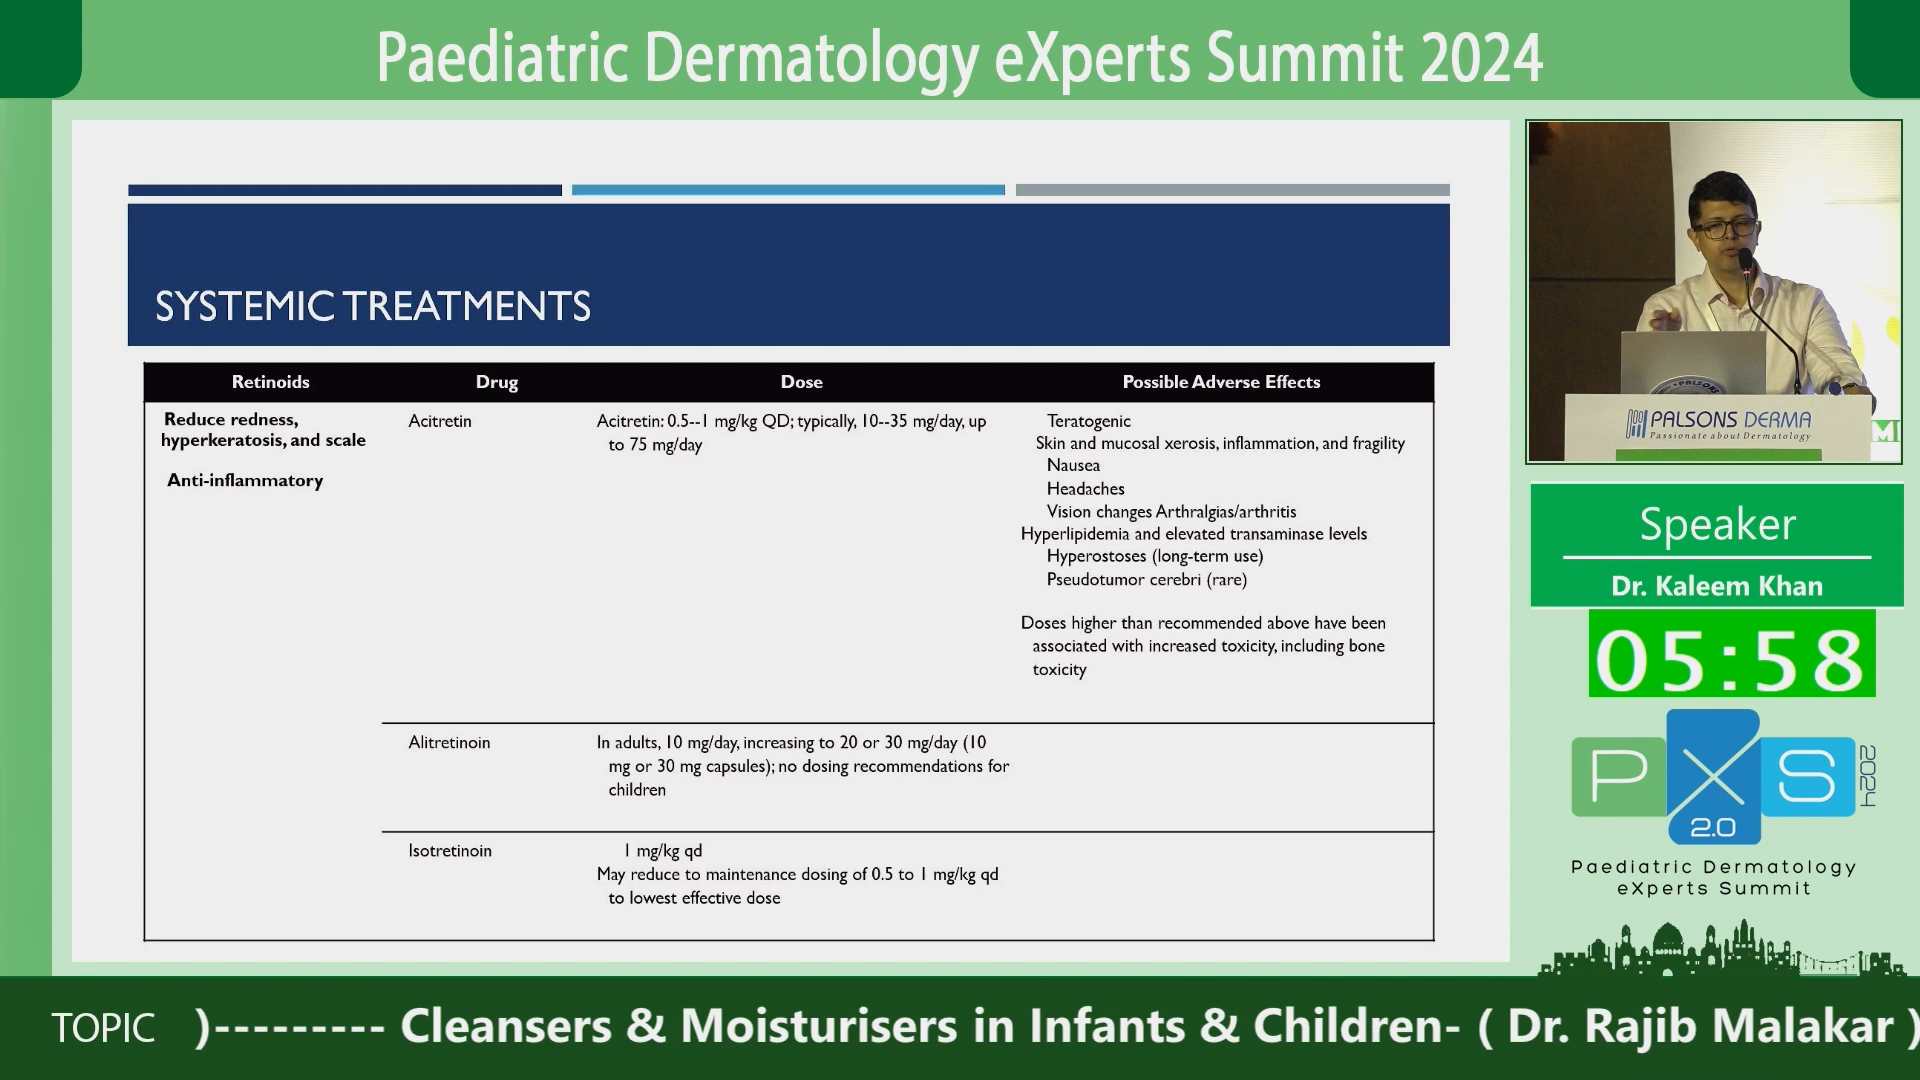 Paediatric Dermatology eXperts Summit 2024
SYSTEMIC TREATMENTS
Retinoids Drug Dose Possible Adverse Effects
Reduce redness,
hyperkeratosis, and scale
Anti-inflammatory
Acitretin
Acitretin: 0.5--1 mg/kg QD; typically, 10--35 mg/day, up
to 75 mg/day
Teratogenic
Skin and mucosal xerosis, inflammation, and fragility
Nausea
Headaches
Vision changes Arthralgias/arthritis
Hyperlipidemia and elevated transaminase levels
Hyperostoses (long-term use)
Pseudotumor cerebri (rare)
Doses higher than recommended above have been
associated with increased toxicity, including bone
toxicity
Alitretinoin
In adults, 10 mg/day, increasing to 20 or 30 mg/day (10
mg or 30 mg capsules); no dosing recommendations for
children
Isotretinoin
1 mg/kg qd
May reduce to maintenance dosing of 0.5 to 1 mg/kg qd
to lowest effective dose
PALSONS
PALSONS DERMA
Passionate about Dermatology
M
Speaker
Dr. Kaleem Khan
05:58
PXS
2024
2.0
Paediatric Dermatology
eXperts Summit
TOPIC )--------- Cleansers & Moisturisers in Infants & Children- ( Dr. Rajib Malakar )